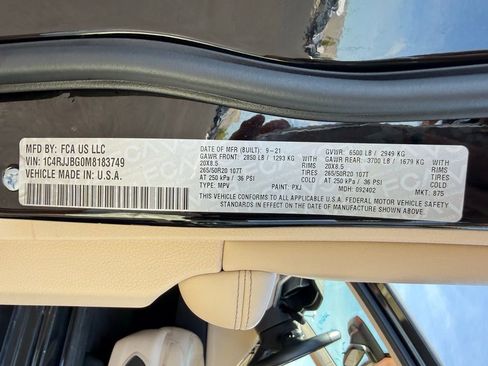 MFD BY: FCA US LLC
VIN: 1C4RJJBG0M8183749
VEHICLE MADE IN: U.S.A.
DATE OF MFR (BUILT): 9-21
GVWR: 6500 LB / 2949 KG
GAWR FRONT: 2850 LB / 1293 KG
GAWR REAR: 3700 LB / 1679 KG
20X8.5 RIMS
20X8.5 RIMS
265/50R20 107T TIRES
265/50R20 107T TIRES
AT 250 kPa / 36 PSI COLD
AT 250 kPa / 36 PSI COLD
TYPE: MPV PAINT: PXJ
MDH: 092402 MKT: 875
THIS VEHICLE CONFORMS TO ALL APPLICABLE U.S.A. FEDERAL MOTOR VEHICLE SAFETY
STANDARDS IN EFFECT ON THE DATE OF MANUFACTURE SHOWN ABOVE